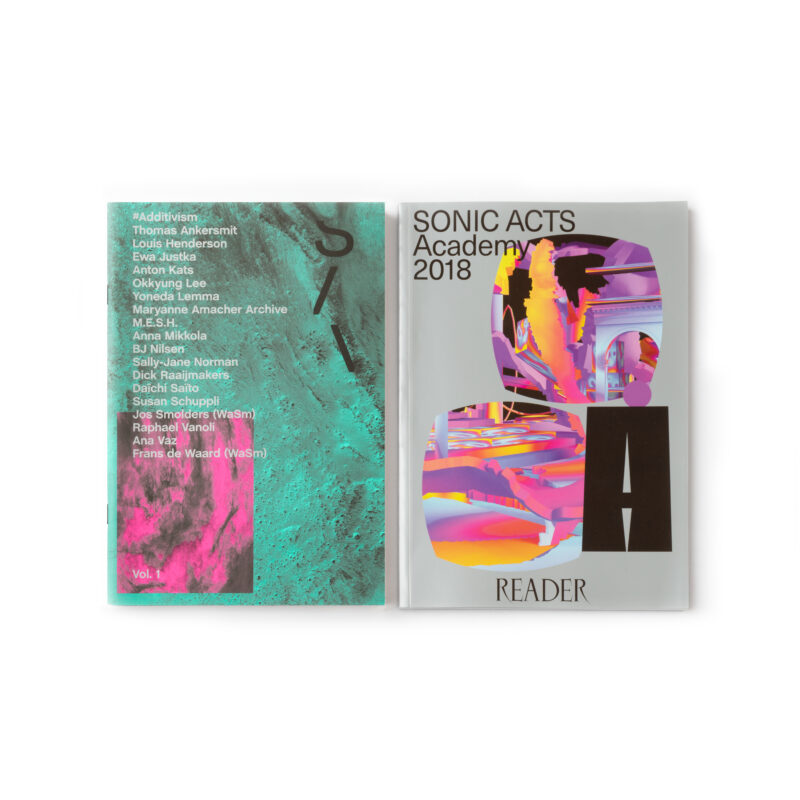 #Additivism
Thomas Ankersmit
Louis Henderson
Ewa Justka
Anton Kats
Okkyung Lee
Yoneda Lemma
Maryanne Amacher Archive
M.E.S.H.
Anna Mikkola
BJ Nilsen
Sally-Jane Norman
Dick Raaijmakers
Daïchi Saïto
Susan Schuppli
Jos Smolders (WaSm)
Raphael Vanoli
Ana Vaz
Frans de Waard (WaSm)
Vol. 1
SONIC ACTS
Academy
2018
A
READER